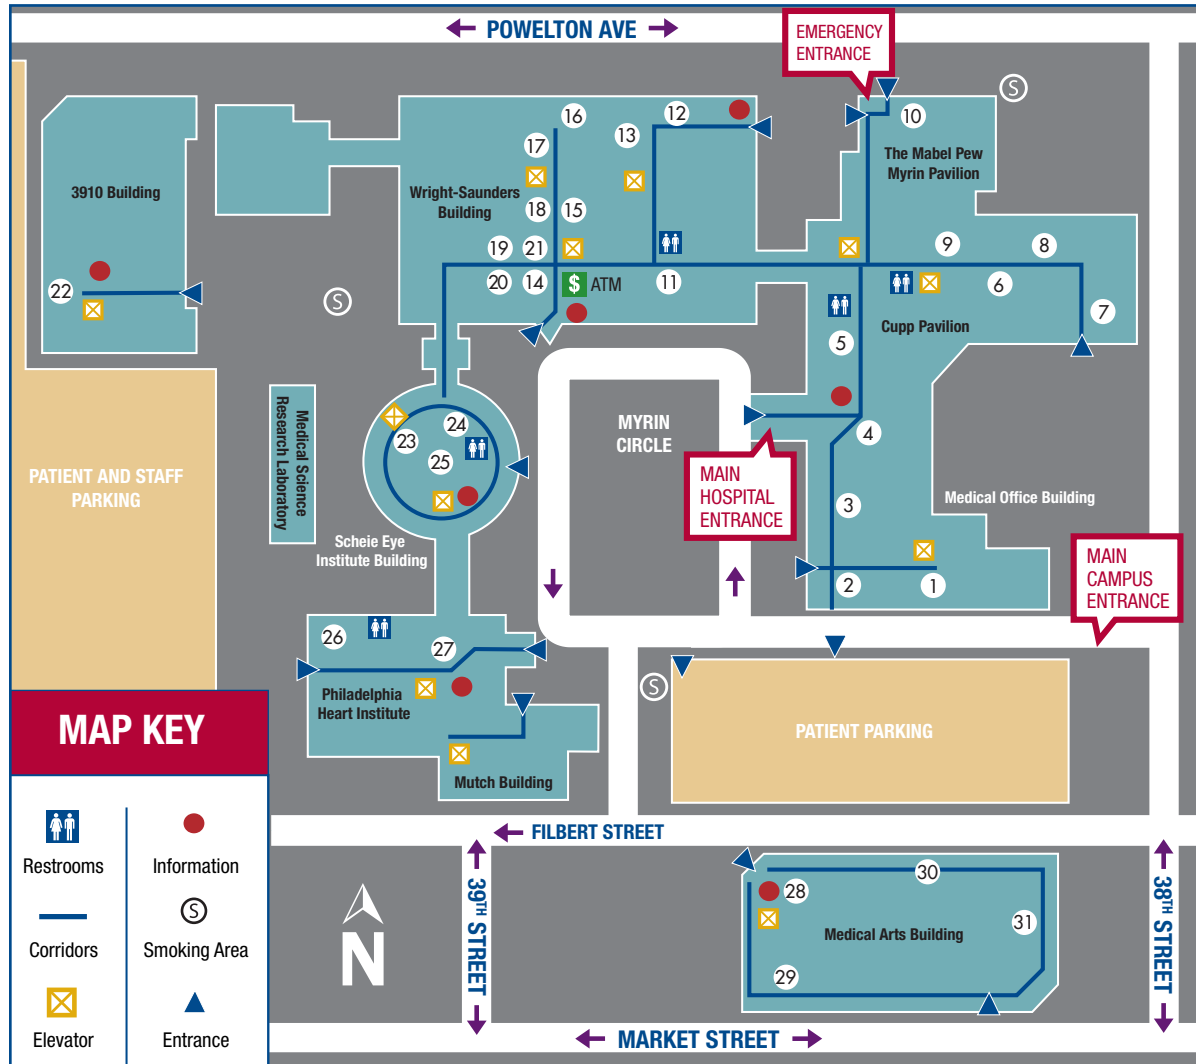 POWELTON AVE
EMERGENCY
ENTRANCE
S
16
12
10
13
17
The Mabel Pew
Myrin Pavilion
3910 Building
Wright-Saunders
Building
18
15
19
21
9
8
22
20
14
$ ATM
11
6
7
S
Cupp Pavilion
5
Medical Science
Research Laboratory
24
23
25
MYRIN
CIRCLE
4
PATIENT AND STAFF
PARKING
MAIN
HOSPITAL
ENTRANCE
Medical Office Building
3
Scheie Eye
Institute Building
2
1
MAIN
CAMPUS
ENTRANCE
26
27
S
Philadelphia
Heart Institute
PATIENT PARKING
Mutch Building
MAP KEY
Restrooms
Information
Corridors
S
Smoking Area
Elevator
Entrance
FILBERT STREET
39TH STREET
38TH STREET
N
28
30
Medical Arts Building
31
29
MARKET STREET